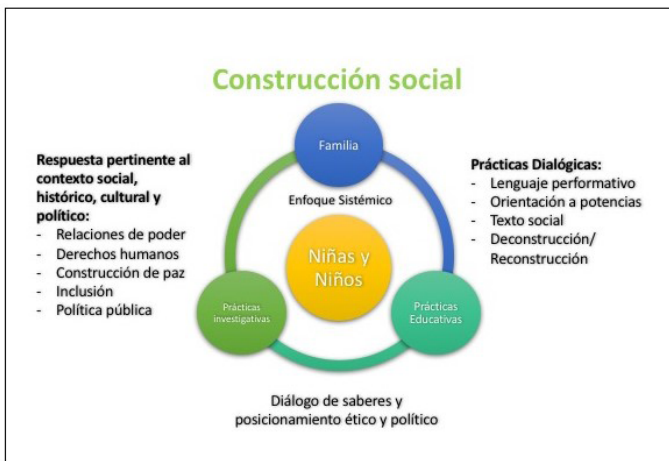 Construcción social
Familia
Respuesta pertinente al
contexto social,
histórico, cultural y
político:
- Relaciones de poder
- Derechos humanos
- Construcción de paz
- Inclusión
- Política pública
Enfoque Sistémico
Niñas y
Niños
Prácticas
investigativas
Prácticas
Educativas
Prácticas Dialógicas:
- Lenguaje performativo
- Orientación a potencias
- Texto social
- Deconstrucción/
Reconstrucción
Diálogo de saberes y
posicionamiento ético y político